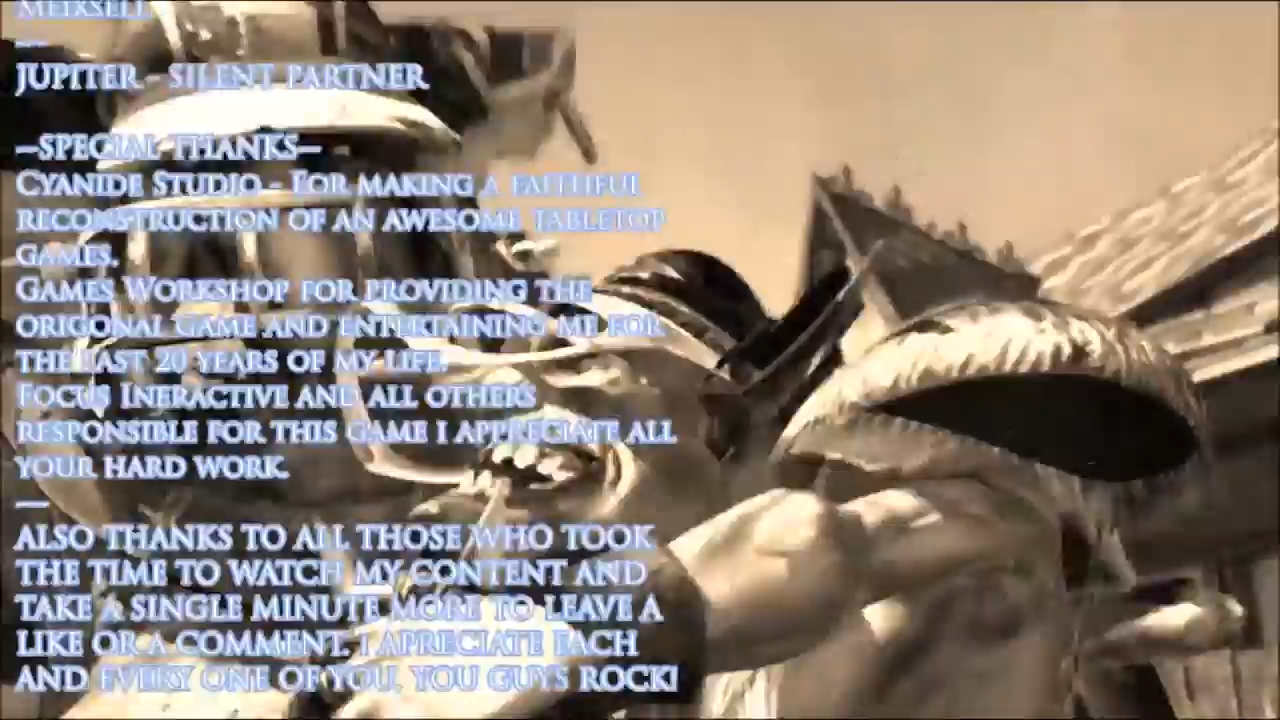 MEIXSELL
---
JUPITER - SILENT PARTNER
--SPECIAL THANKS--
CYANIDE STUDIO - FOR MAKING A FAITHFUL
RECONSTRUCTION OF AN AWESOME TABLETOP
GAMES.
GAMES WORKSHOP FOR PROVIDING THE
ORIGONAL GAME AND ENTERTAINING ME FOR
THE LAST 20 YEARS OF MY LIFE.
FOCUS INERACTIVE AND ALL OTHERS
RESPONSIBLE FOR THIS GAME I APPRECIATE ALL
YOUR HARD WORK.
---
ALSO THANKS TO ALL THOSE WHO TOOK
THE TIME TO WATCH MY CONTENT AND
TAKE A SINGLE MINUTE MORE TO LEAVE A
LIKE OR A COMMENT. I APRECIATE EACH
AND EVERY ONE OF YOU. YOU GUYS ROCK!